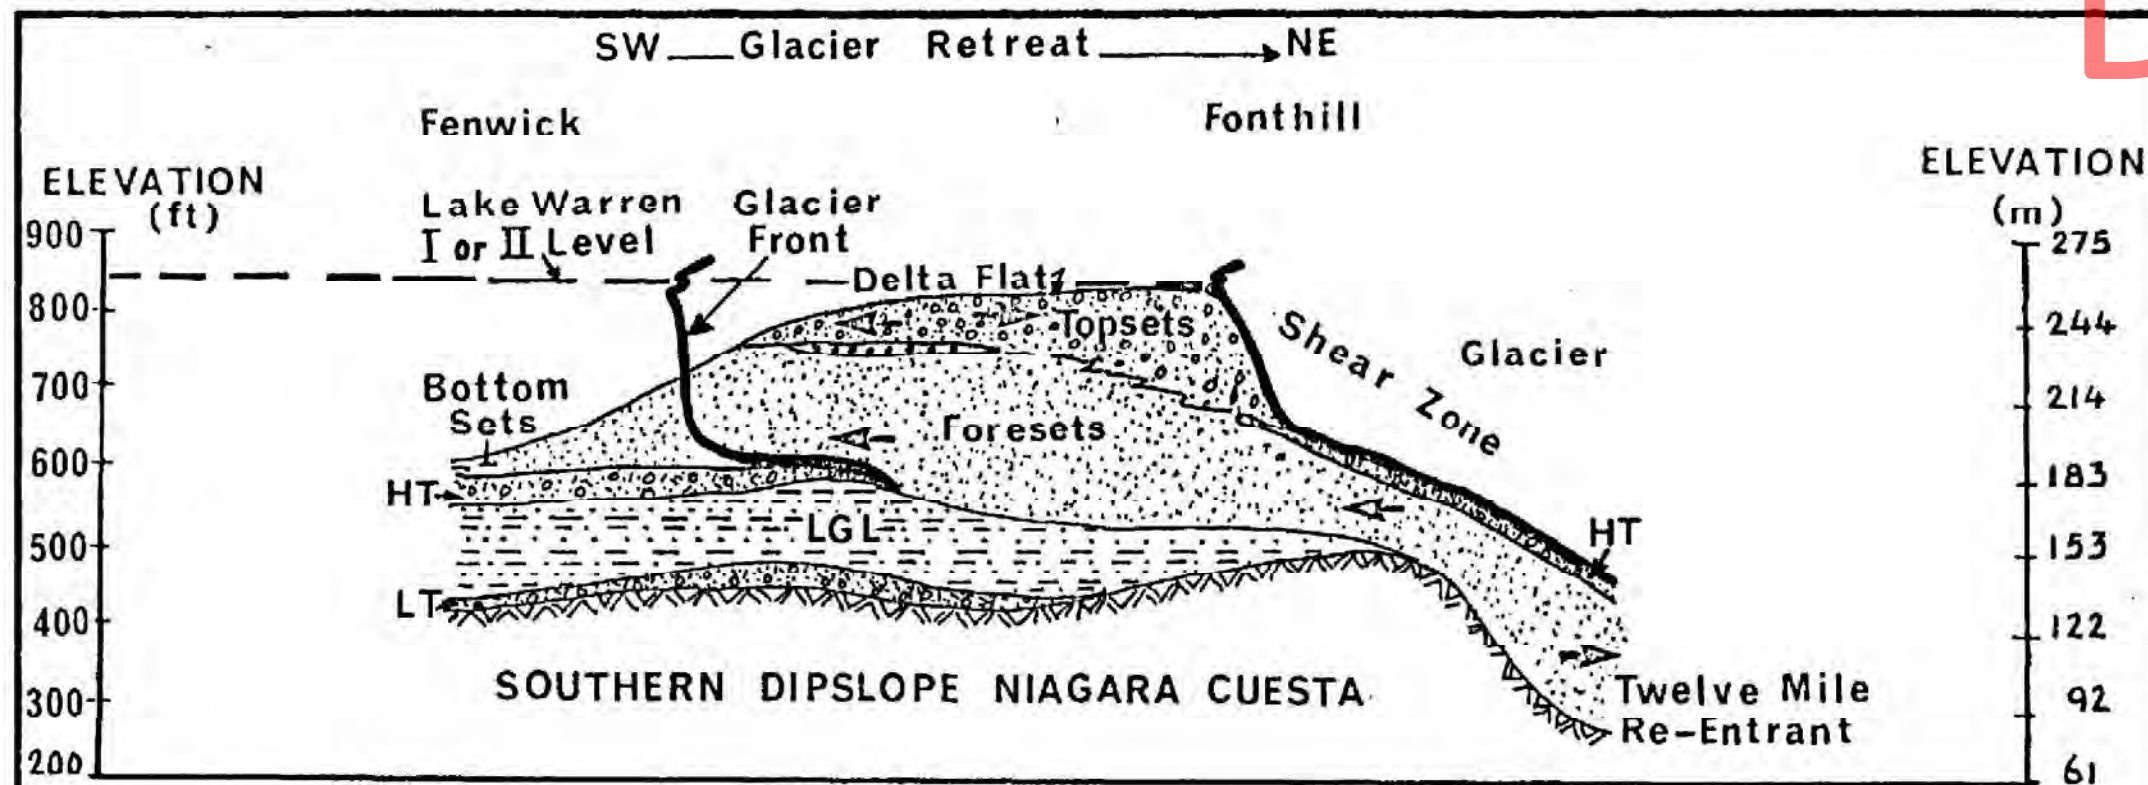 SW Glacier Retreat NE
Fenwick
Fonthill
ELEVATION
(ft)
ELEVATION
(m)
Lake Warren
I or II Level
Glacier
Front
Delta Flat
Topsets
Shear Zone
Glacier
Bottom
Sets
Foresets
HT
LGL
LT
HT
SOUTHERN DIPSLOPE NIAGARA CUESTA
Twelve Mile
Re-Entrant
900
800
700
600
500
400
300
200
275
244
214
183
153
122
92
61